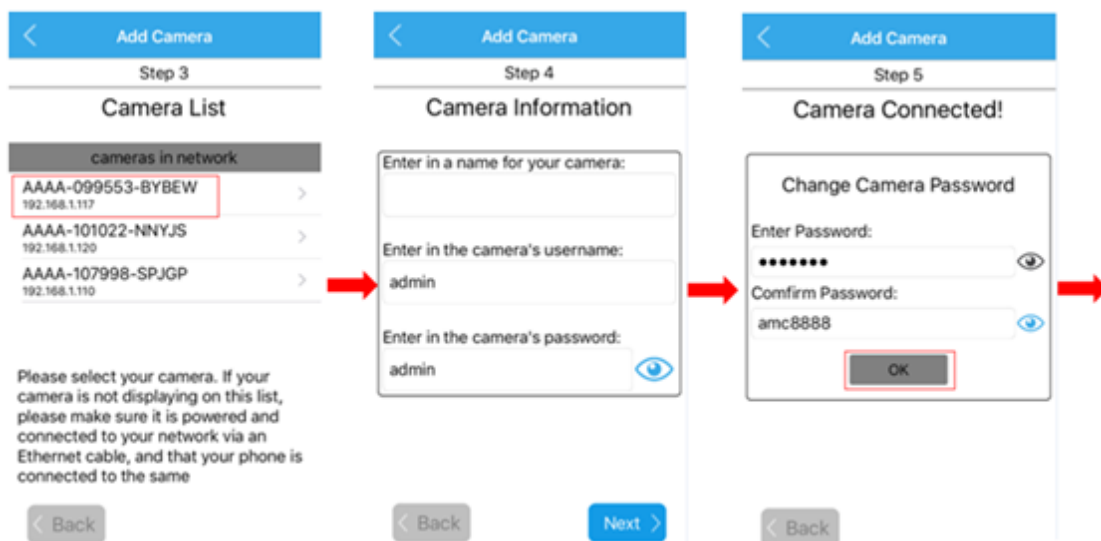 Add Camera
Step 3
Camera List
cameras in network
AAAA-099553-BYBEW
192.168.1.117
AAAA-101022-NNYJS
192.168.1.120
AAAA-107998-SPJGP
192.168.1.110
Please select your camera. If your
camera is not displaying on this list,
please make sure it is powered and
connected to your network via an
Ethernet cable, and that your phone is
connected to the same
Back
Add Camera
Step 4
Camera Information
Enter in a name for your camera:
Enter in the camera's username:
admin
Enter in the camera's password:
admin
Back
Next
Add Camera
Step 5
Camera Connected!
Change Camera Password
Enter Password:
•••••••
Comfirm Password:
amc8888
OK
Back